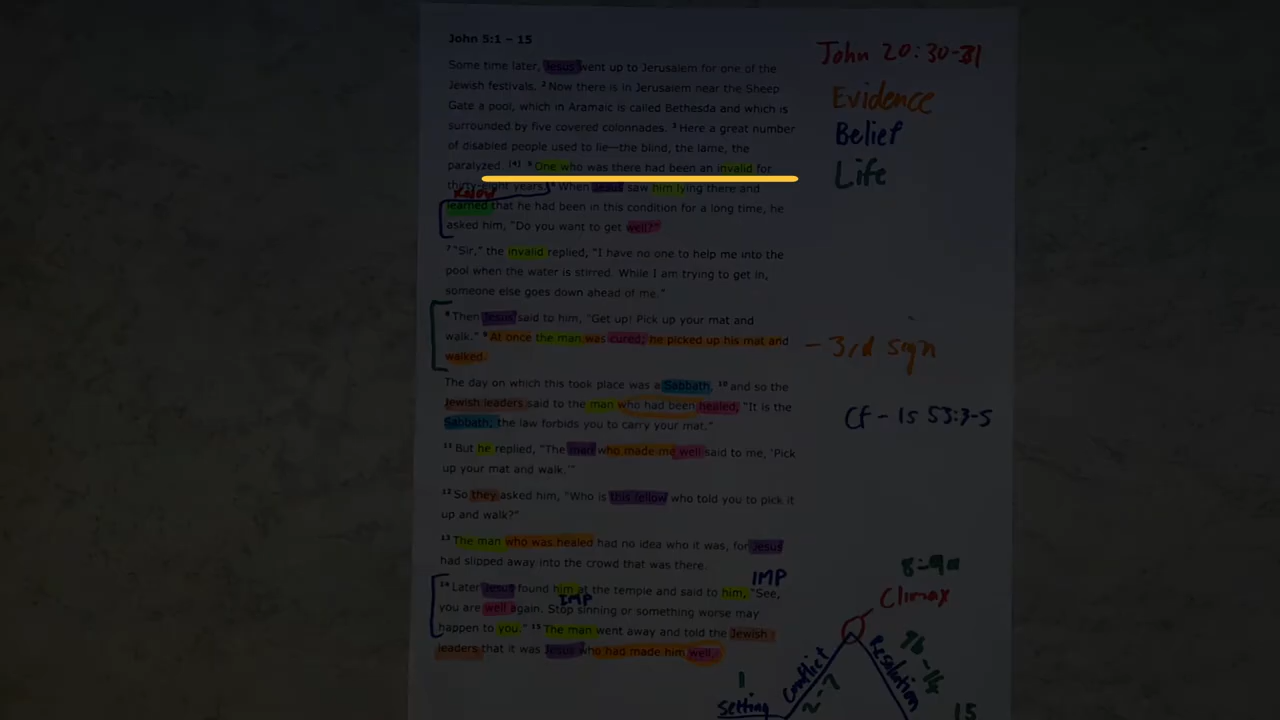 John 5:1 – 15
Some time later, Jesus went up to Jerusalem for one of the
Jewish festivals. ² Now there is in Jerusalem near the Sheep
Gate a pool, which in Aramaic is called Bethesda and which is
surrounded by five covered colonnades. ³ Here a great number
of disabled people used to lie—the blind, the lame, the
paralyzed. [4] ⁵ One who was there had been an invalid for
thirty-eight years. ⁶ When Jesus saw him lying there and
know
learned that he had been in this condition for a long time, he
asked him, “Do you want to get well?”
⁷ “Sir,” the invalid replied, “I have no one to help me into the
pool when the water is stirred. While I am trying to get in,
someone else goes down ahead of me.”
⁸ Then Jesus said to him, “Get up! Pick up your mat and
walk.” ⁹ At once the man was cured; he picked up his mat and
walked.
The day on which this took place was a Sabbath, ¹⁰ and so the
Jewish leaders said to the man who had been healed, “It is the
Sabbath; the law forbids you to carry your mat.”
¹¹ But he replied, “The man who made me well said to me, ‘Pick
up your mat and walk.’”
¹² So they asked him, “Who is this fellow who told you to pick it
up and walk?”
¹³ The man who was healed had no idea who it was, for Jesus
had slipped away into the crowd that was there.
IMP
¹⁴ Later Jesus found him at the temple and said to him, “See,
IMP
you are well again. Stop sinning or something worse may
happen to you.” ¹⁵ The man went away and told the Jewish
leaders that it was Jesus who had made him well.
John 20:30-31
Evidence
Belief
Life
- 3rd sign
Cf - Is 53:3-5
8-9a
Climax
Conflict
2-7
Resolution
9b-14
1
Setting
15